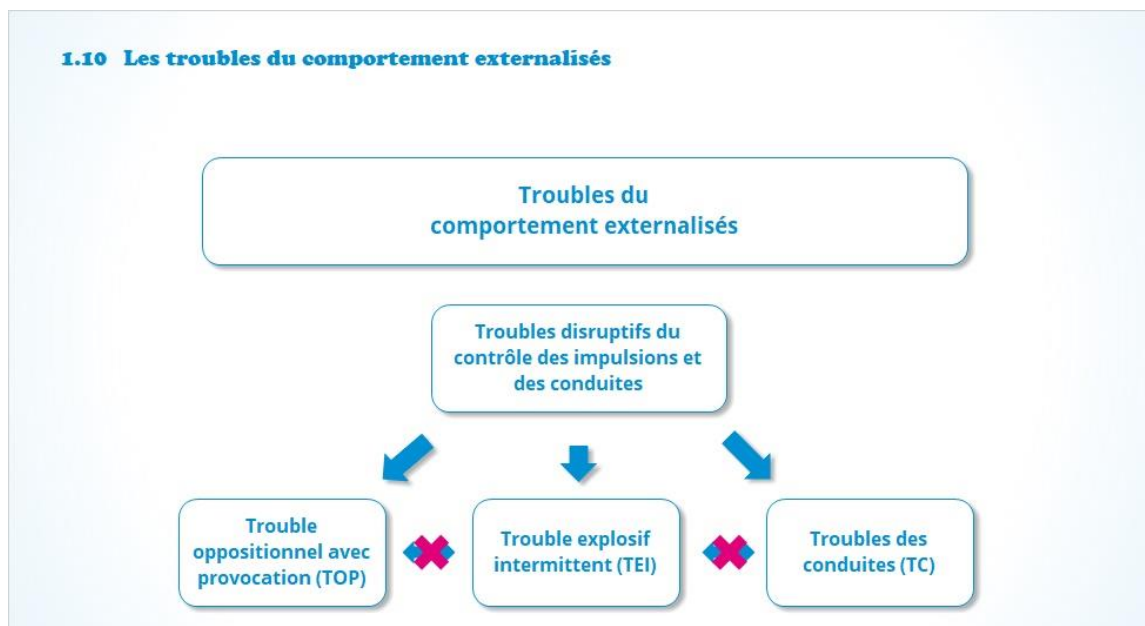 1.10 Les troubles du comportement externalisés
Troubles du
comportement externalisés
Troubles disruptifs du
contrôle des impulsions et
des conduites
Trouble
oppositionnel avec
provocation (TOP)
Trouble explosif
intermittent (TEI)
Troubles des
conduites (TC)